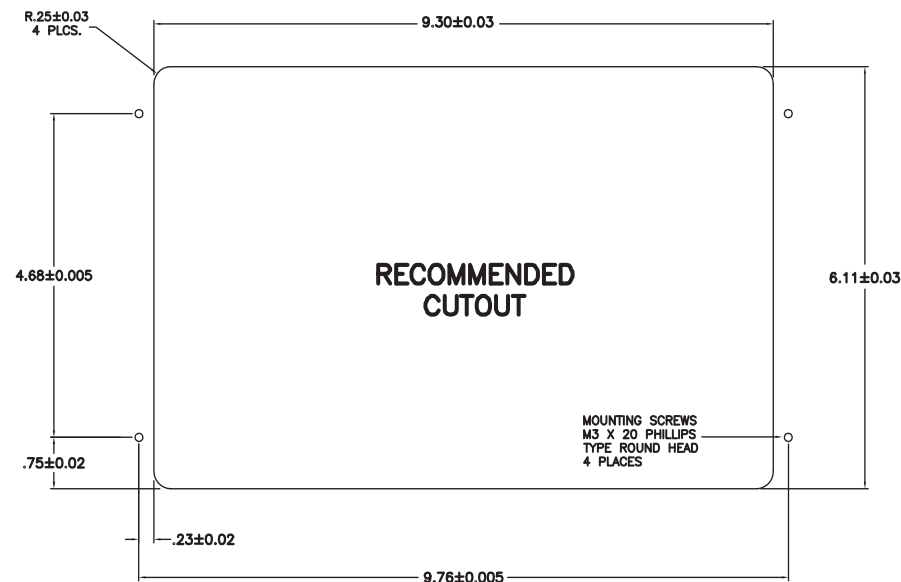 R.25±0.03
4 PLCS.
9.30±0.03
4.68±0.005
RECOMMENDED
CUTOUT
6.11±0.03
MOUNTING SCREWS
M3 X 20 PHILLIPS
TYPE ROUND HEAD
4 PLACES
.75±0.02
.23±0.02
9.76±0.005